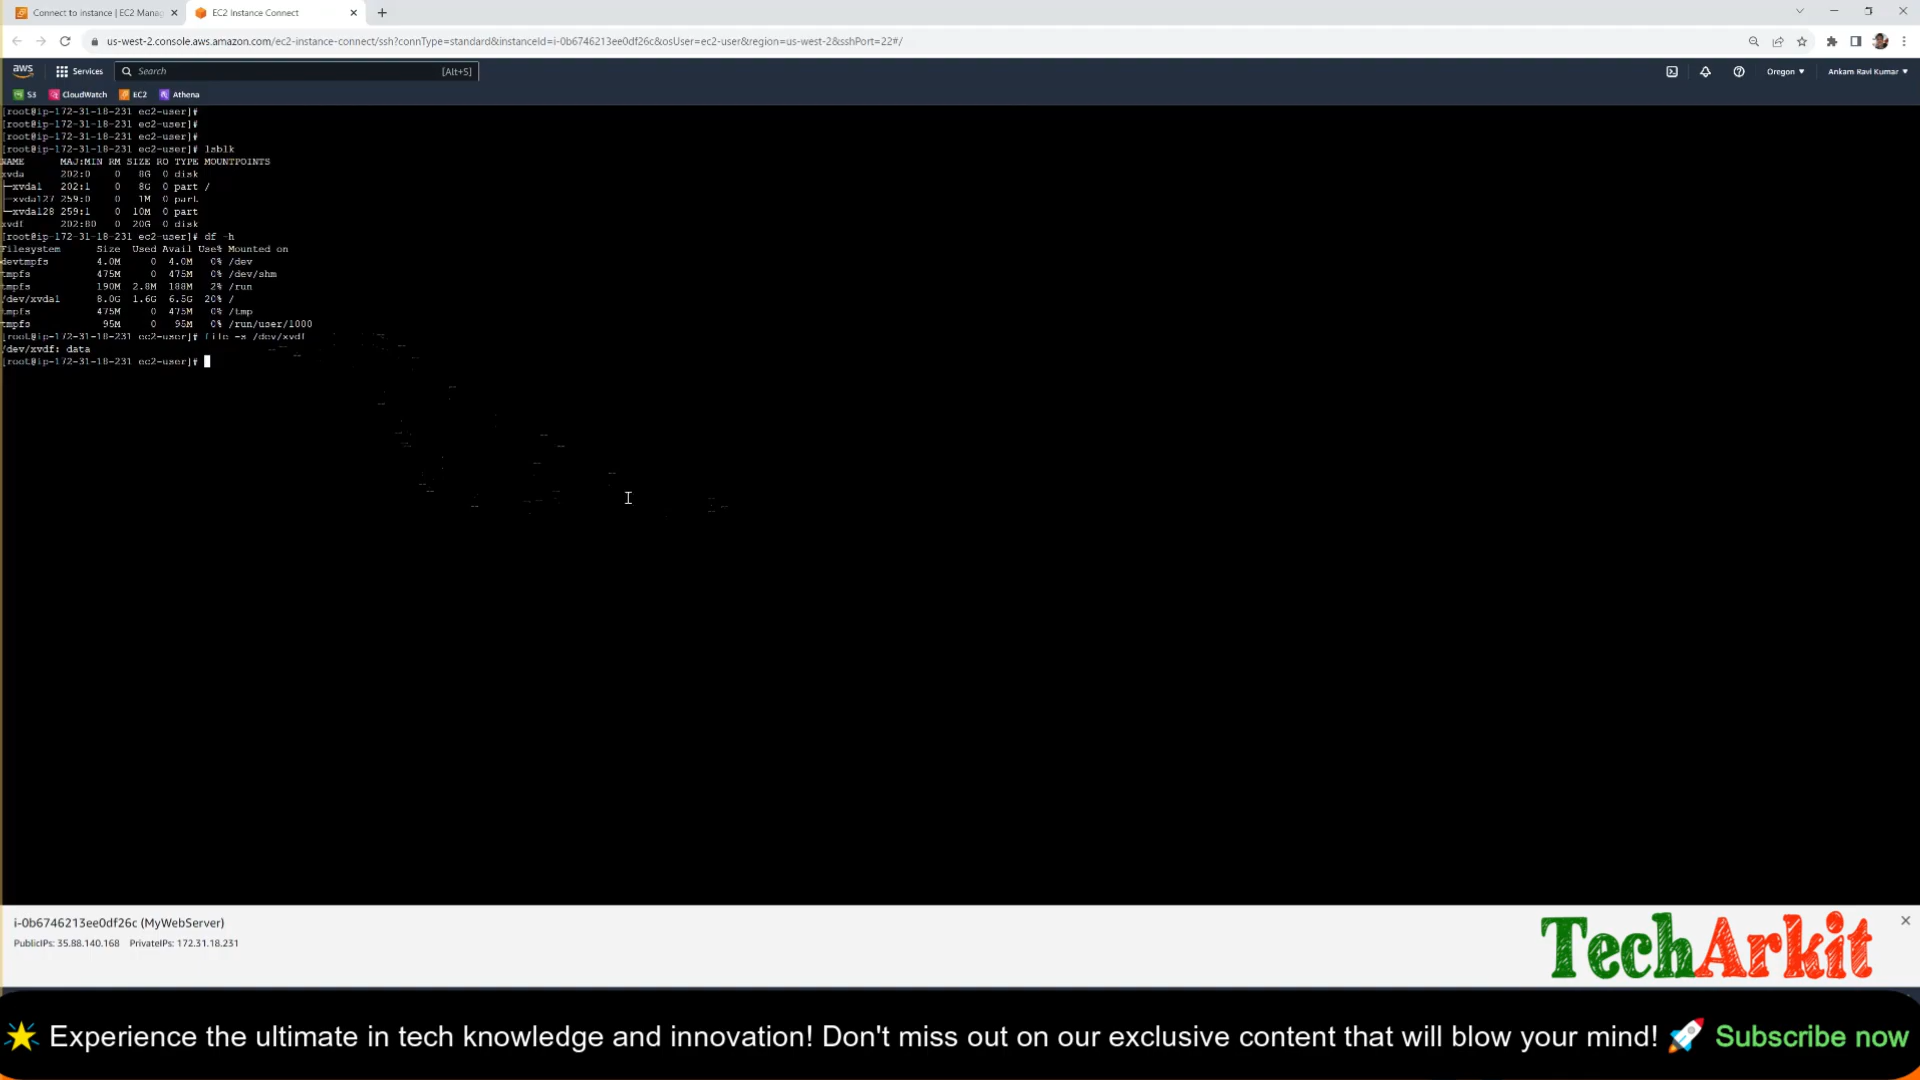 Connect to instance | EC2 Manag
EC2 Instance Connect
us-west-2.console.aws.amazon.com/ec2-instance-connect/ssh?connType=standard&instanceId=i-0b6746213ee0df26c&osUser=ec2-user&region=us-west-2&sshPort=22#/
aws Services Search [Alt+S] Oregon Ankam Ravi Kumar
S3 CloudWatch EC2 Athena
[root@ip-172-31-18-231 ec2-user]#
[root@ip-172-31-18-231 ec2-user]#
[root@ip-172-31-18-231 ec2-user]#
[root@ip-172-31-18-231 ec2-user]# lsblk
NAME MAJ:MIN RM SIZE RO TYPE MOUNTPOINTS
xvda 202:0 0 8G 0 disk
├─xvda1 202:1 0 8G 0 part /
├─xvda127 259:0 0 1M 0 part
└─xvda128 259:1 0 10M 0 part
xvdf 202:80 0 20G 0 disk
[root@ip-172-31-18-231 ec2-user]# df -h
Filesystem Size Used Avail Use% Mounted on
devtmpfs 4.0M 0 4.0M 0% /dev
tmpfs 475M 0 475M 0% /dev/shm
tmpfs 190M 2.8M 188M 2% /run
/dev/xvda1 8.0G 1.6G 6.5G 20% /
tmpfs 475M 0 475M 0% /tmp
tmpfs 95M 0 95M 0% /run/user/1000
[root@ip-172-31-18-231 ec2-user]# file -s /dev/xvdf
/dev/xvdf: data
[root@ip-172-31-18-231 ec2-user]#
i-0b6746213ee0df26c (MyWebServer)
PublicIPs: 35.88.140.168 PrivateIPs: 172.31.18.231
TechArkit
Experience the ultimate in tech knowledge and innovation! Don't miss out on our exclusive content that will blow your mind! 🚀 Subscribe now